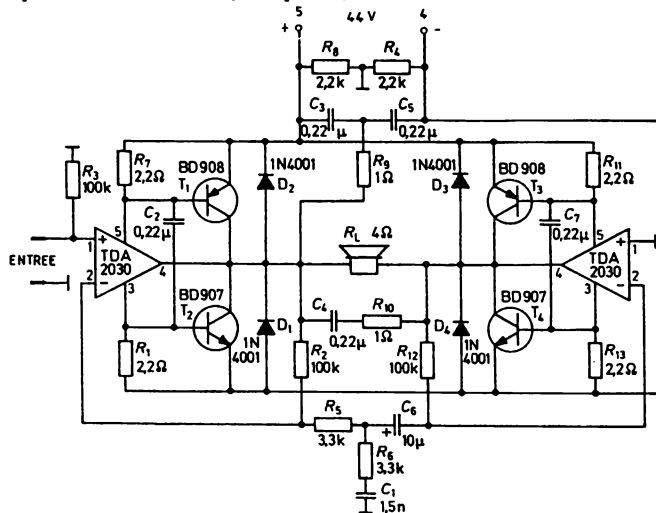 5 44 V 4
+ -
R8 R4
2,2k 2,2k
C3 C5
0,22µ 0,22µ
R3
100k
R7
2,2Ω
BD908
T1
1N4001
D2
R9
1Ω
1N4001
D3
BD908
T3
R11
2,2Ω
C2
0,22µ
C7
0,22µ
RL 4Ω
ENTREE
1 + 5
TDA
2030
4
2 - 3
4
5 + 1
TDA
2030
3 - 2
BD907
T2
D1
1N
4001
C4
0,22µ
R10
1Ω
D4
1N
4001
BD907
T4
R1
2,2Ω
R2
100k
R12
100k
R13
2,2Ω
R5
3,3k
C6
+
10µ
R6
3,3k
C1
1,5n